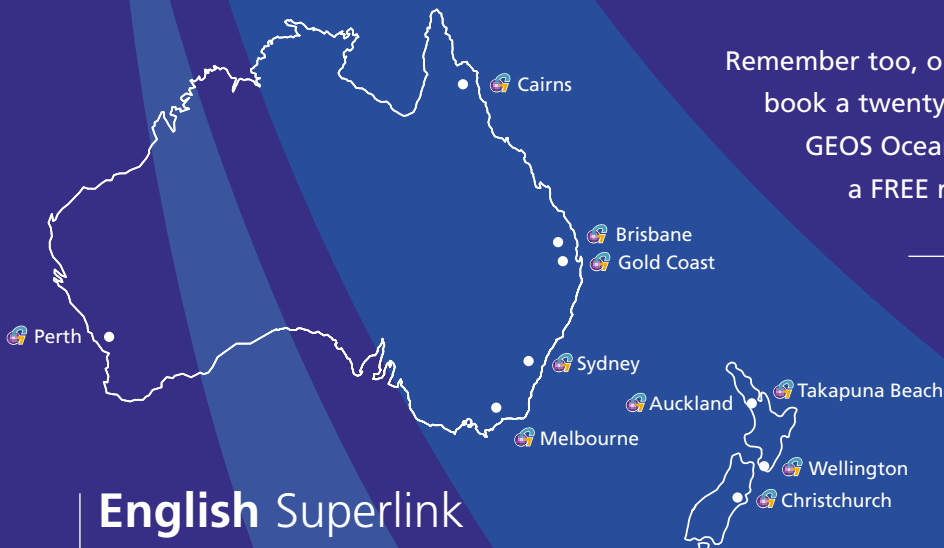 Remember too, o
book a twenty
GEOS Ocea
a FREE
Cairns
Brisbane
Gold Coast
Perth
Sydney
Auckland
Takapuna Beach
Melbourne
Wellington
Christchurch
English Superlink